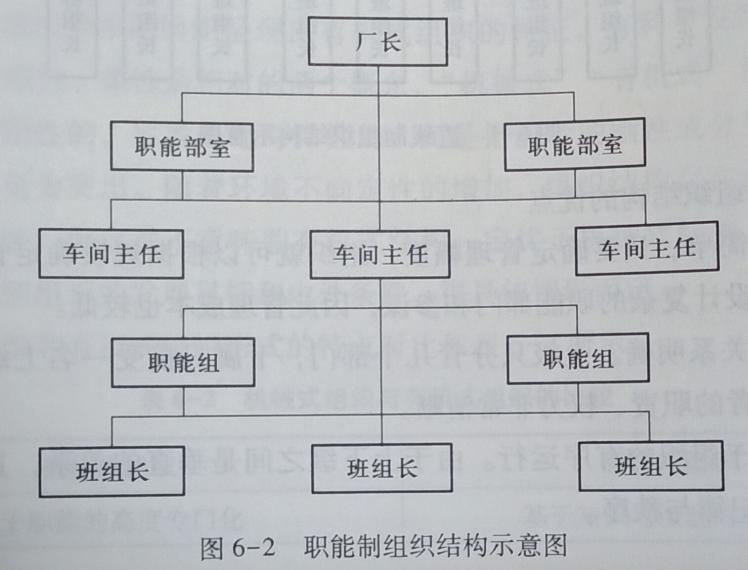 厂长
职能部室 职能部室
车间主任 车间主任 车间主任
职能组 职能组
班组长 班组长 班组长
图 6-2 职能制组织结构示意图